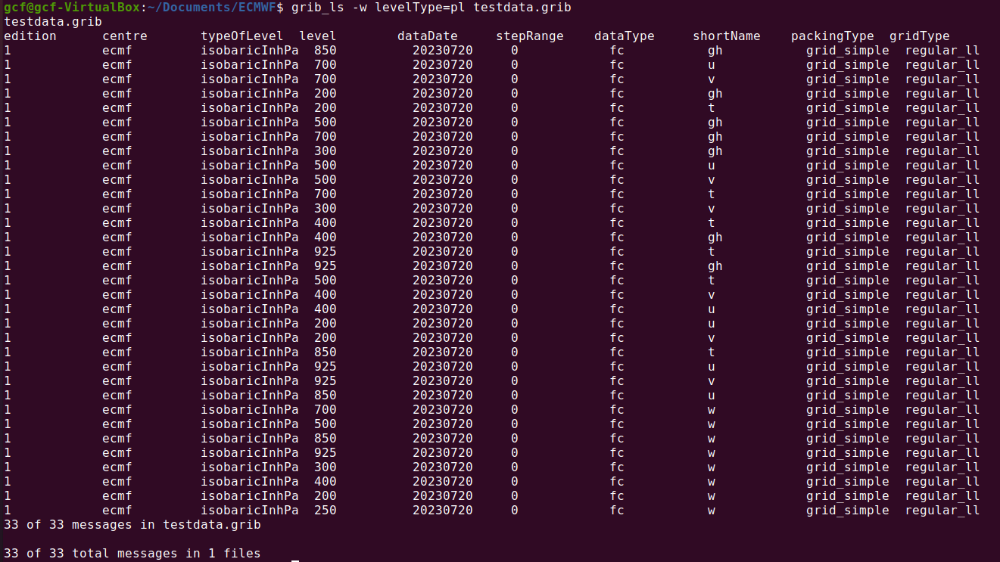 gcf@gcf-VirtualBox:~/Documents/ECMWF$ grib_ls -w levelType=pl testdata.grib
testdata.grib
edition centre typeOfLevel level dataDate stepRange dataType shortName packingType gridType
1 ecmf isobaricInhPa 850 20230720 0 fc gh grid_simple regular_ll
1 ecmf isobaricInhPa 700 20230720 0 fc u grid_simple regular_ll
1 ecmf isobaricInhPa 700 20230720 0 fc v grid_simple regular_ll
1 ecmf isobaricInhPa 200 20230720 0 fc gh grid_simple regular_ll
1 ecmf isobaricInhPa 200 20230720 0 fc t grid_simple regular_ll
1 ecmf isobaricInhPa 500 20230720 0 fc gh grid_simple regular_ll
1 ecmf isobaricInhPa 700 20230720 0 fc gh grid_simple regular_ll
1 ecmf isobaricInhPa 300 20230720 0 fc gh grid_simple regular_ll
1 ecmf isobaricInhPa 500 20230720 0 fc u grid_simple regular_ll
1 ecmf isobaricInhPa 500 20230720 0 fc v grid_simple regular_ll
1 ecmf isobaricInhPa 700 20230720 0 fc t grid_simple regular_ll
1 ecmf isobaricInhPa 300 20230720 0 fc v grid_simple regular_ll
1 ecmf isobaricInhPa 400 20230720 0 fc t grid_simple regular_ll
1 ecmf isobaricInhPa 400 20230720 0 fc gh grid_simple regular_ll
1 ecmf isobaricInhPa 925 20230720 0 fc t grid_simple regular_ll
1 ecmf isobaricInhPa 925 20230720 0 fc gh grid_simple regular_ll
1 ecmf isobaricInhPa 500 20230720 0 fc t grid_simple regular_ll
1 ecmf isobaricInhPa 400 20230720 0 fc v grid_simple regular_ll
1 ecmf isobaricInhPa 400 20230720 0 fc u grid_simple regular_ll
1 ecmf isobaricInhPa 200 20230720 0 fc u grid_simple regular_ll
1 ecmf isobaricInhPa 200 20230720 0 fc v grid_simple regular_ll
1 ecmf isobaricInhPa 850 20230720 0 fc t grid_simple regular_ll
1 ecmf isobaricInhPa 925 20230720 0 fc u grid_simple regular_ll
1 ecmf isobaricInhPa 925 20230720 0 fc v grid_simple regular_ll
1 ecmf isobaricInhPa 850 20230720 0 fc u grid_simple regular_ll
1 ecmf isobaricInhPa 700 20230720 0 fc w grid_simple regular_ll
1 ecmf isobaricInhPa 500 20230720 0 fc w grid_simple regular_ll
1 ecmf isobaricInhPa 850 20230720 0 fc w grid_simple regular_ll
1 ecmf isobaricInhPa 925 20230720 0 fc w grid_simple regular_ll
1 ecmf isobaricInhPa 300 20230720 0 fc w grid_simple regular_ll
1 ecmf isobaricInhPa 400 20230720 0 fc w grid_simple regular_ll
1 ecmf isobaricInhPa 200 20230720 0 fc w grid_simple regular_ll
1 ecmf isobaricInhPa 250 20230720 0 fc w grid_simple regular_ll
33 of 33 messages in testdata.grib
33 of 33 total messages in 1 files